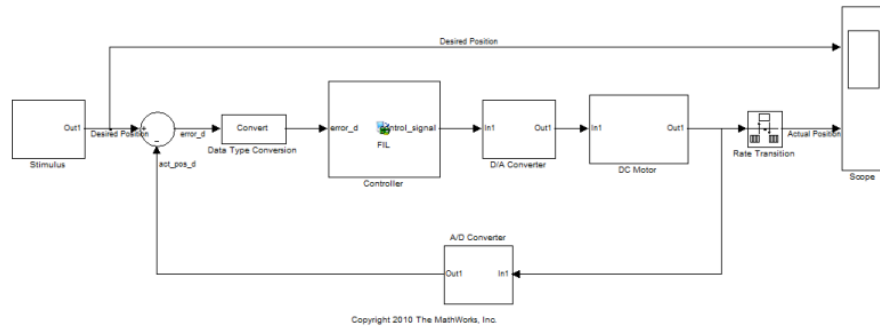 Desired Position
Out1
Desired Position
Stimulus
+
-
error_d
act_pos_d
Convert
Data Type Conversion
error_d
control_signal
FIL
Controller
In1
Out1
D/A Converter
In1
Out1
DC Motor
Rate Transition
Actual Position
Scope
A/D Converter
Out1
In1
Copyright 2010 The MathWorks, Inc.